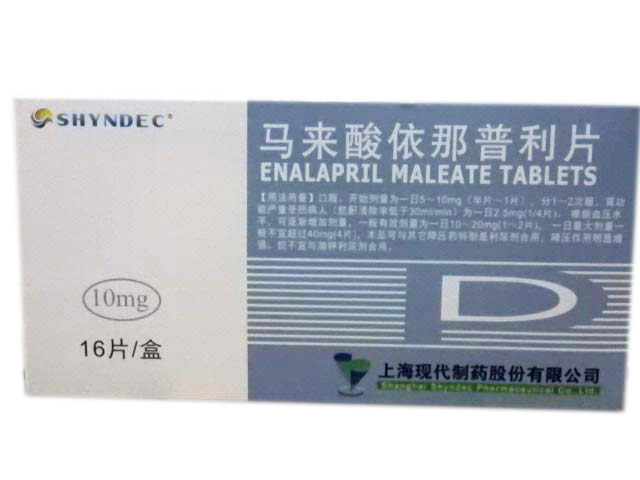 SHYNDEC®
马来酸依那普利片
ENALAPRIL MALEATE TABLETS
【用法用量】口服。开始剂量为一日5～10mg（半片～1片），分1～2次服，肾功
能严重受损病人（肌酐清除率低于30ml/min）为一日2.5mg(1/4片)。根据血压水
平，可逐渐增加剂量，一般有效剂量为一日10～20mg(1～2片)，一日最大剂量一
般不宜超过40mg(4片)。本品可与其它降压药特别是利尿剂合用，降压作用明显增
强，但不宜与潴钾利尿剂合用。
D
10mg
16片/盒
上海现代制药股份有限公司
Shanghai Shyndec Pharmaceutical Co., Ltd.